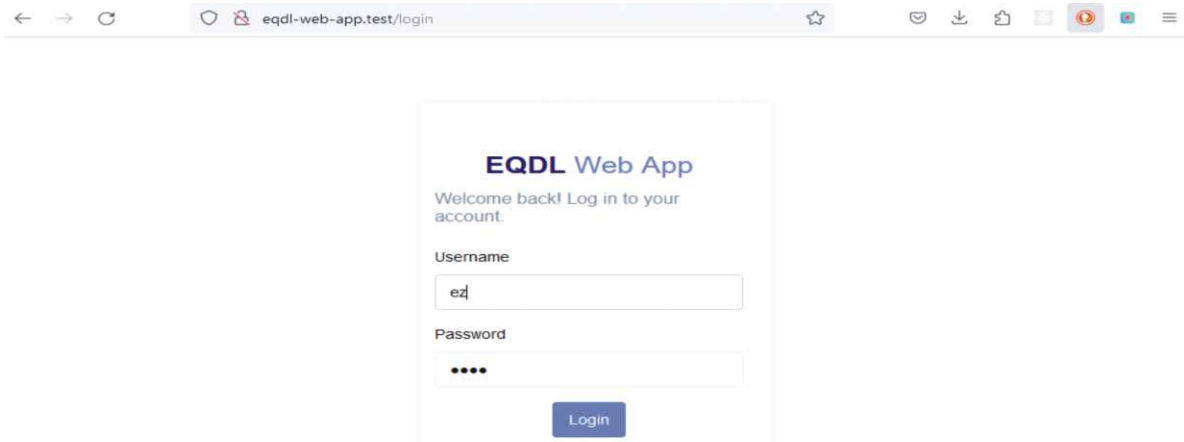 eqdl-web-app.test/login
EQDL Web App
Welcome back! Log in to your
account.
Username
ez
Password
••••
Login